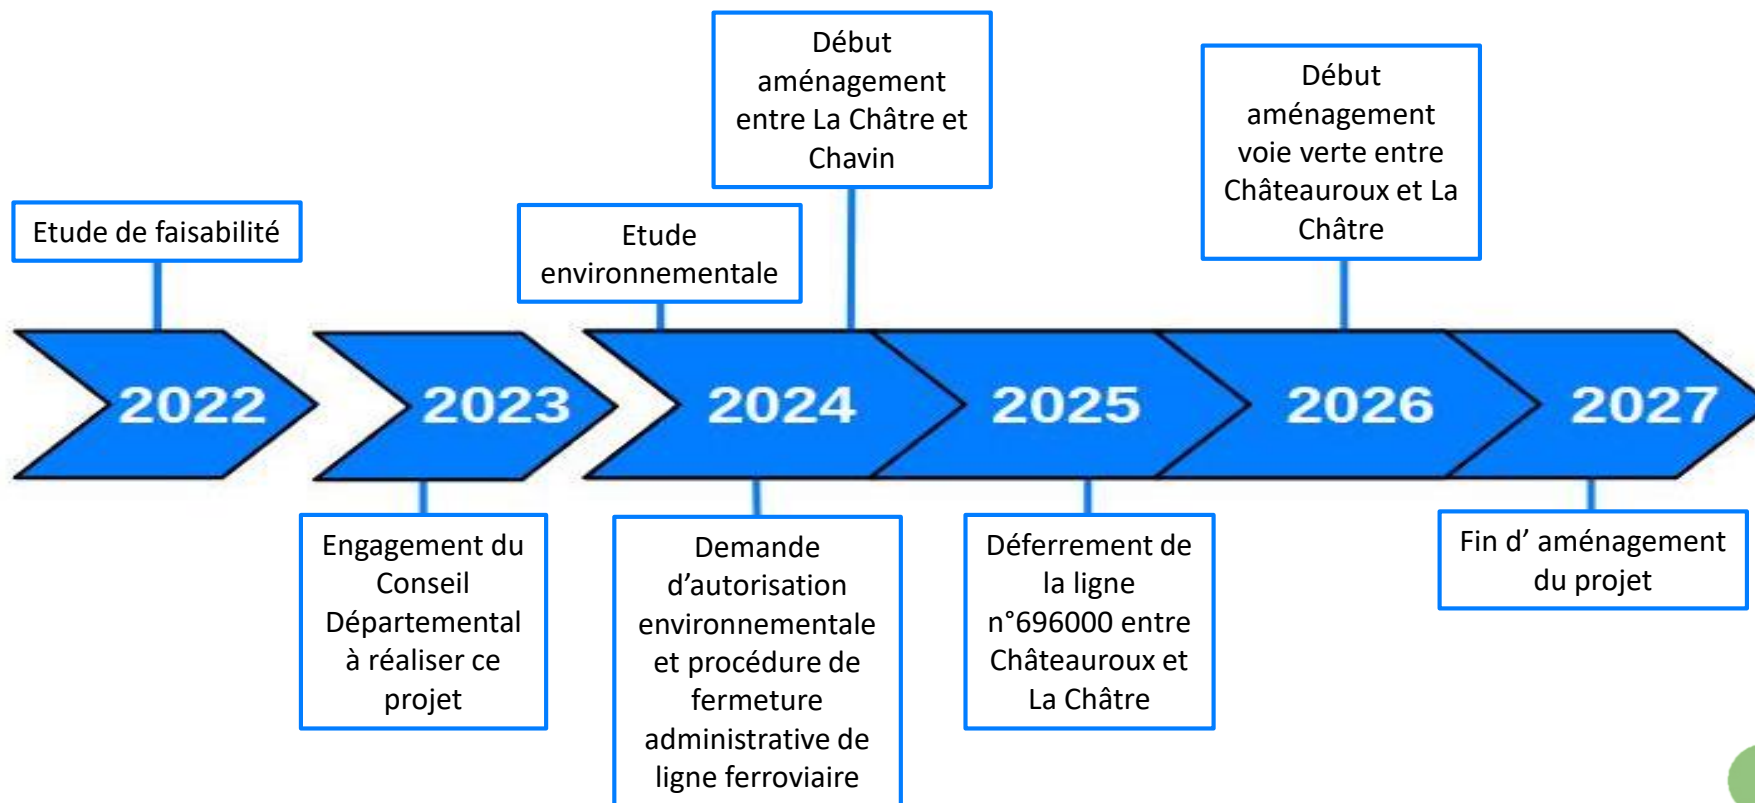 Etude de faisabilité
Etude
environnementale
Début
aménagement
entre La Châtre et
Chavin
Début
aménagement
voie verte entre
Châteauroux et La
Châtre
2022
2023
2024
2025
2026
2027
Engagement du
Conseil
Départemental
à réaliser ce
projet
Demande
d’autorisation
environnementale
et procédure de
fermeture
administrative de
ligne ferroviaire
Déferrement de
la ligne
n°696000 entre
Châteauroux et
La Châtre
Fin d’ aménagement
du projet